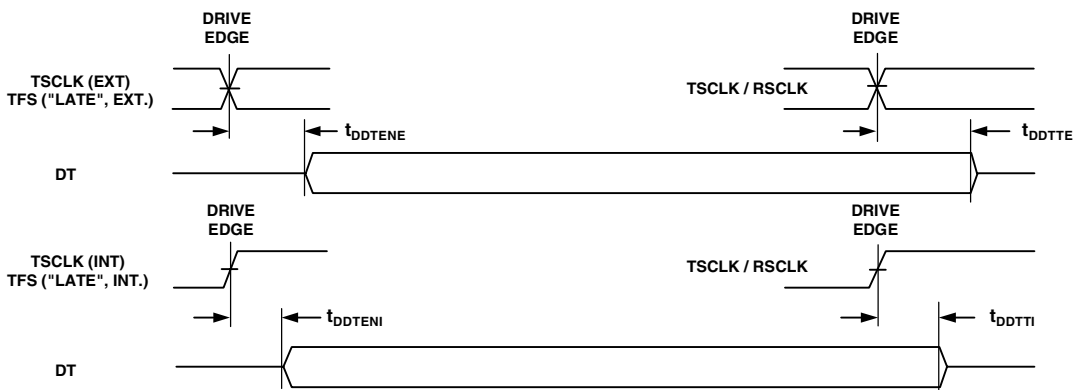 DRIVE
EDGE
DRIVE
EDGE
TSCLK (EXT)
TFS ("LATE", EXT.)
TSCLK / RSCLK
tDDTENE
tDDTTE
DT
DRIVE
EDGE
DRIVE
EDGE
TSCLK (INT)
TFS ("LATE", INT.)
TSCLK / RSCLK
tDDTENI
tDDTTI
DT